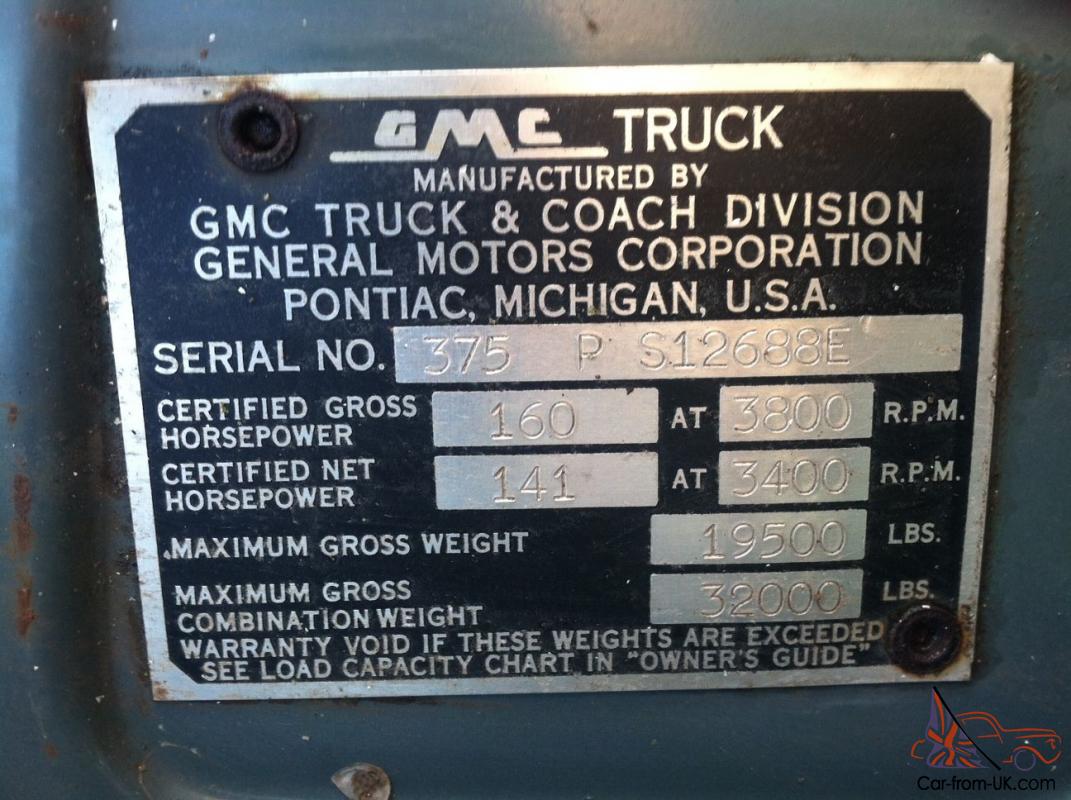 GMC TRUCK
MANUFACTURED BY
GMC TRUCK & COACH DIVISION
GENERAL MOTORS CORPORATION
PONTIAC, MICHIGAN, U.S.A.
SERIAL NO. 375 P S12688E
CERTIFIED GROSS HORSEPOWER 160 AT 3800 R.P.M.
CERTIFIED NET HORSEPOWER 141 AT 3400 R.P.M.
MAXIMUM GROSS WEIGHT 19500 LBS.
MAXIMUM GROSS COMBINATION WEIGHT 32000 LBS.
WARRANTY VOID IF THESE WEIGHTS ARE EXCEEDED
SEE LOAD CAPACITY CHART IN "OWNER'S GUIDE"
Car-from-UK.com